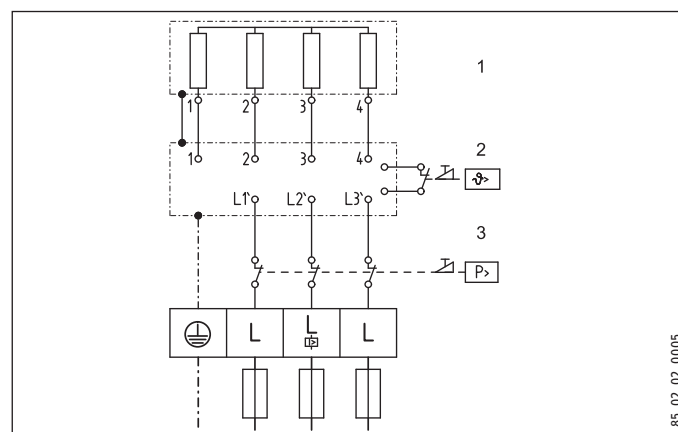 1
1 2 3 4
2
1 2 3 4
ϑ>
L1` L2` L3`
3
P>
L L L
I>
85_02_02_0005